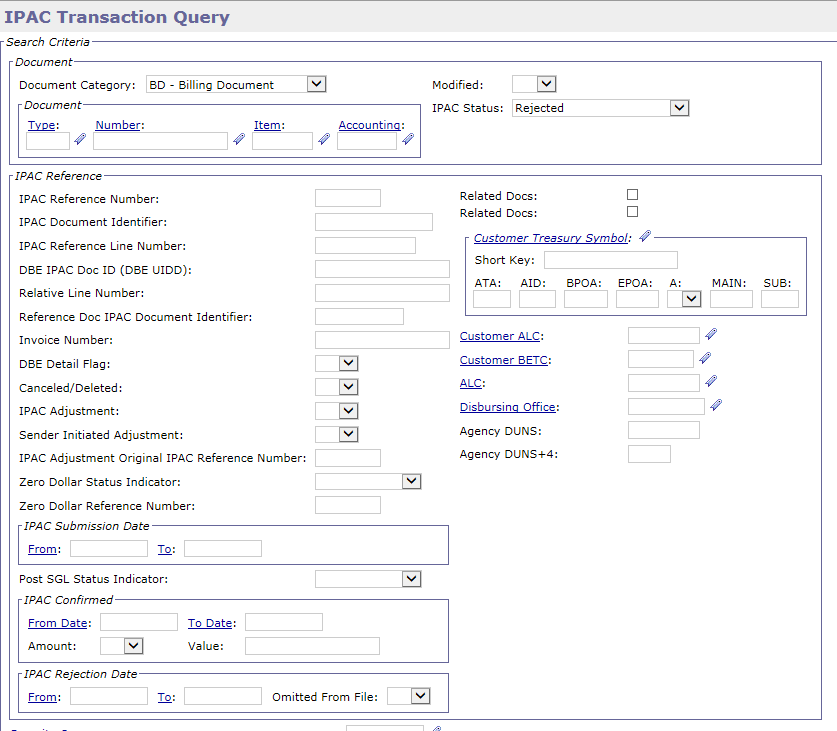 IPAC Transaction Query
Search Criteria
Document
Document Category: BD - Billing Document
Modified:
IPAC Status: Rejected
Document
Type: Number: Item: Accounting:
IPAC Reference
IPAC Reference Number:
IPAC Document Identifier:
IPAC Reference Line Number:
DBE IPAC Doc ID (DBE UIDD):
Relative Line Number:
Reference Doc IPAC Document Identifier:
Invoice Number:
DBE Detail Flag:
Canceled/Deleted:
IPAC Adjustment:
Sender Initiated Adjustment:
IPAC Adjustment Original IPAC Reference Number:
Zero Dollar Status Indicator:
Zero Dollar Reference Number:
Related Docs:
Related Docs:
Customer Treasury Symbol:
Short Key:
ATA: AID: BPOA: EPOA: A: MAIN: SUB:
Customer ALC:
Customer BETC:
ALC:
Disbursing Office:
Agency DUNS:
Agency DUNS+4:
IPAC Submission Date
From: To:
Post SGL Status Indicator:
IPAC Confirmed
From Date: To Date:
Amount: Value:
IPAC Rejection Date
From: To: Omitted From File: